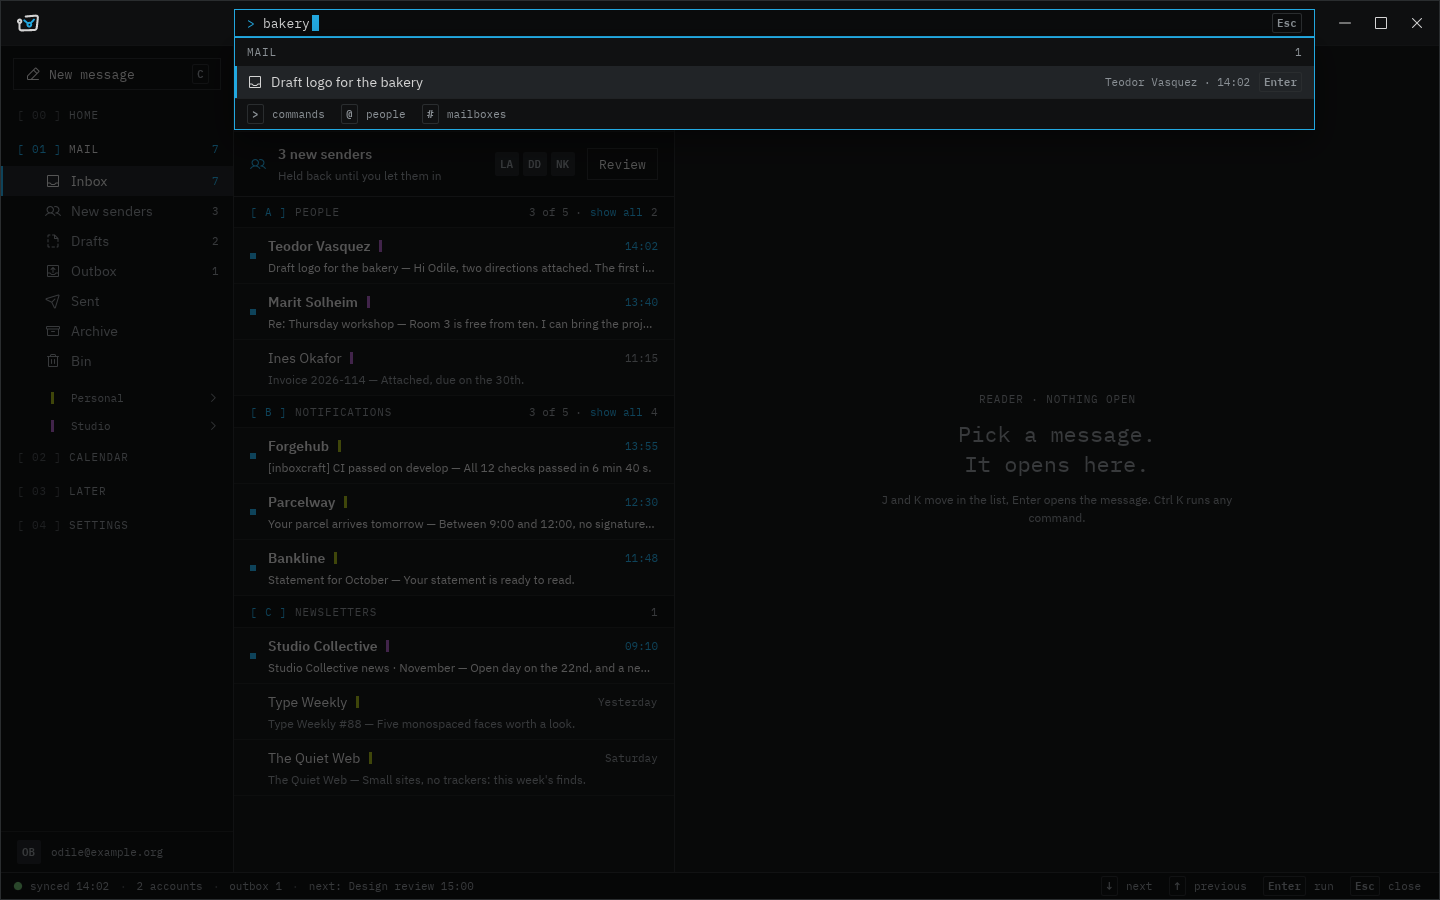 > bakery Esc
MAIL 1
Draft logo for the bakery Teodor Vasquez · 14:02 Enter
> commands @ people # mailboxes
New message C
[ 00 ] HOME
[ 01 ] MAIL 7
Inbox 7
New senders 3
Drafts 2
Outbox 1
Sent
Archive
Bin
Personal
Studio
[ 02 ] CALENDAR
[ 03 ] LATER
[ 04 ] SETTINGS
OB odile@example.org
3 new senders
Held back until you let them in
LA DD NK Review
[ A ] PEOPLE 3 of 5 · show all 2
Teodor Vasquez 14:02
Draft logo for the bakery — Hi Odile, two directions attached. The first i…
Marit Solheim 13:40
Re: Thursday workshop — Room 3 is free from ten. I can bring the proj…
Ines Okafor 11:15
Invoice 2026-114 — Attached, due on the 30th.
[ B ] NOTIFICATIONS 3 of 5 · show all 4
Forgehub 13:55
[inboxcraft] CI passed on develop — All 12 checks passed in 6 min 40 s.
Parcelway 12:30
Your parcel arrives tomorrow — Between 9:00 and 12:00, no signature…
Bankline 11:48
Statement for October — Your statement is ready to read.
[ C ] NEWSLETTERS 1
Studio Collective 09:10
Studio Collective news · November — Open day on the 22nd, and a ne…
Type Weekly Yesterday
Type Weekly #88 — Five monospaced faces worth a look.
The Quiet Web Saturday
The Quiet Web — Small sites, no trackers: this week's finds.
READER · NOTHING OPEN
Pick a message.
It opens here.
J and K move in the list, Enter opens the message. Ctrl K runs any
command.
synced 14:02 · 2 accounts · outbox 1 · next: Design review 15:00
↓ next ↑ previous Enter run Esc close